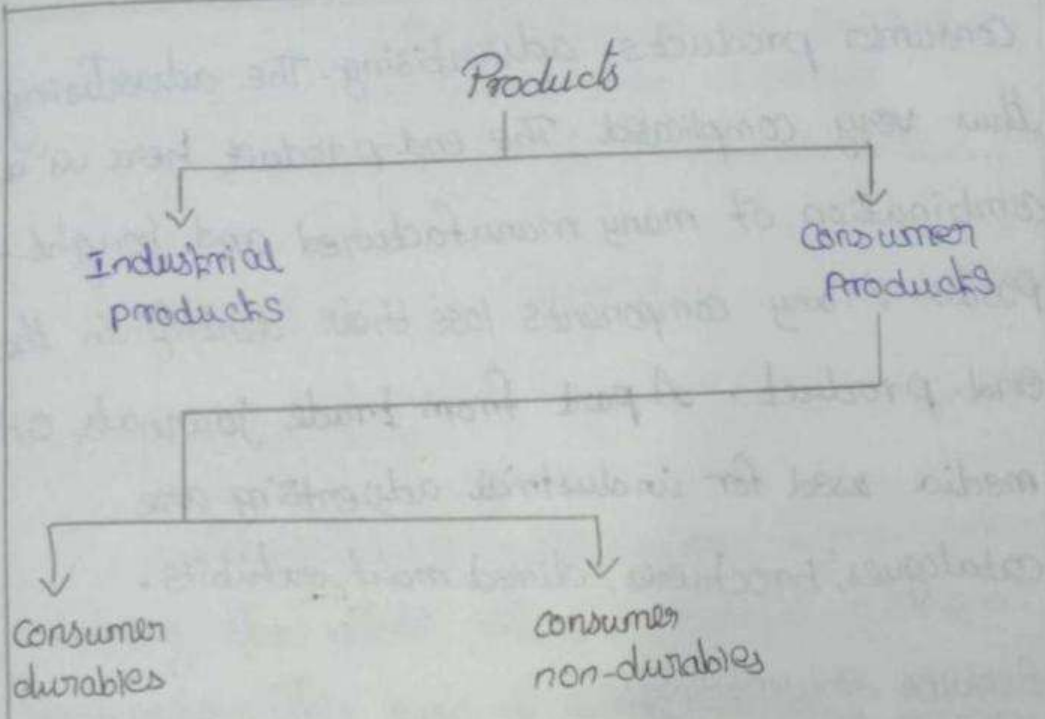 Products
Industrial
products
Consumer
Products
consumer
durables
consumer
non-durables